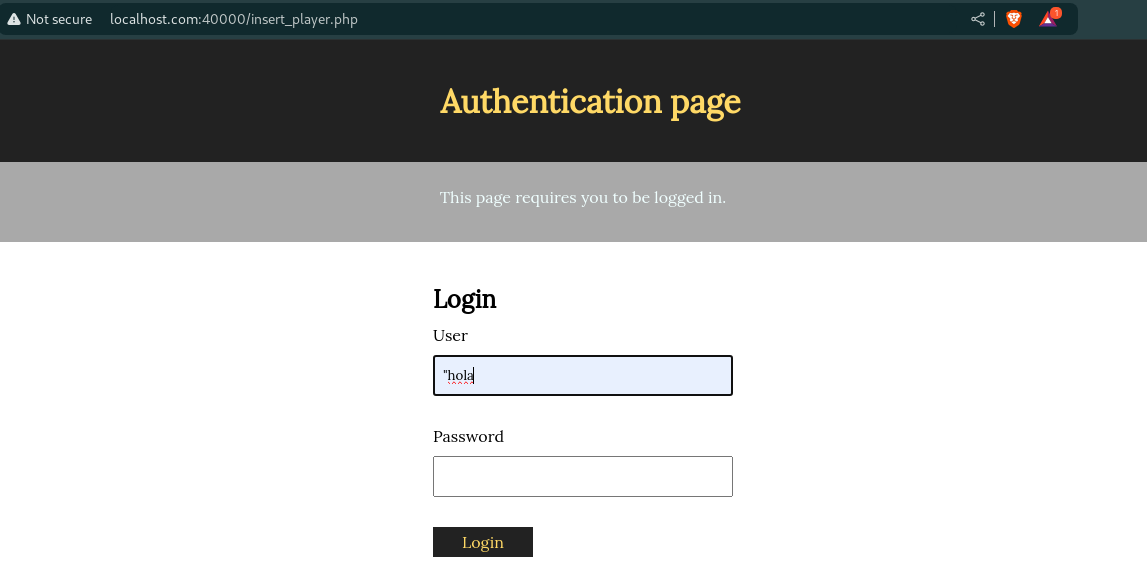 Not secure localhost.com:40000/insert_player.php 1
Authentication page
This page requires you to be logged in.
Login
User
"hola
Password
Login